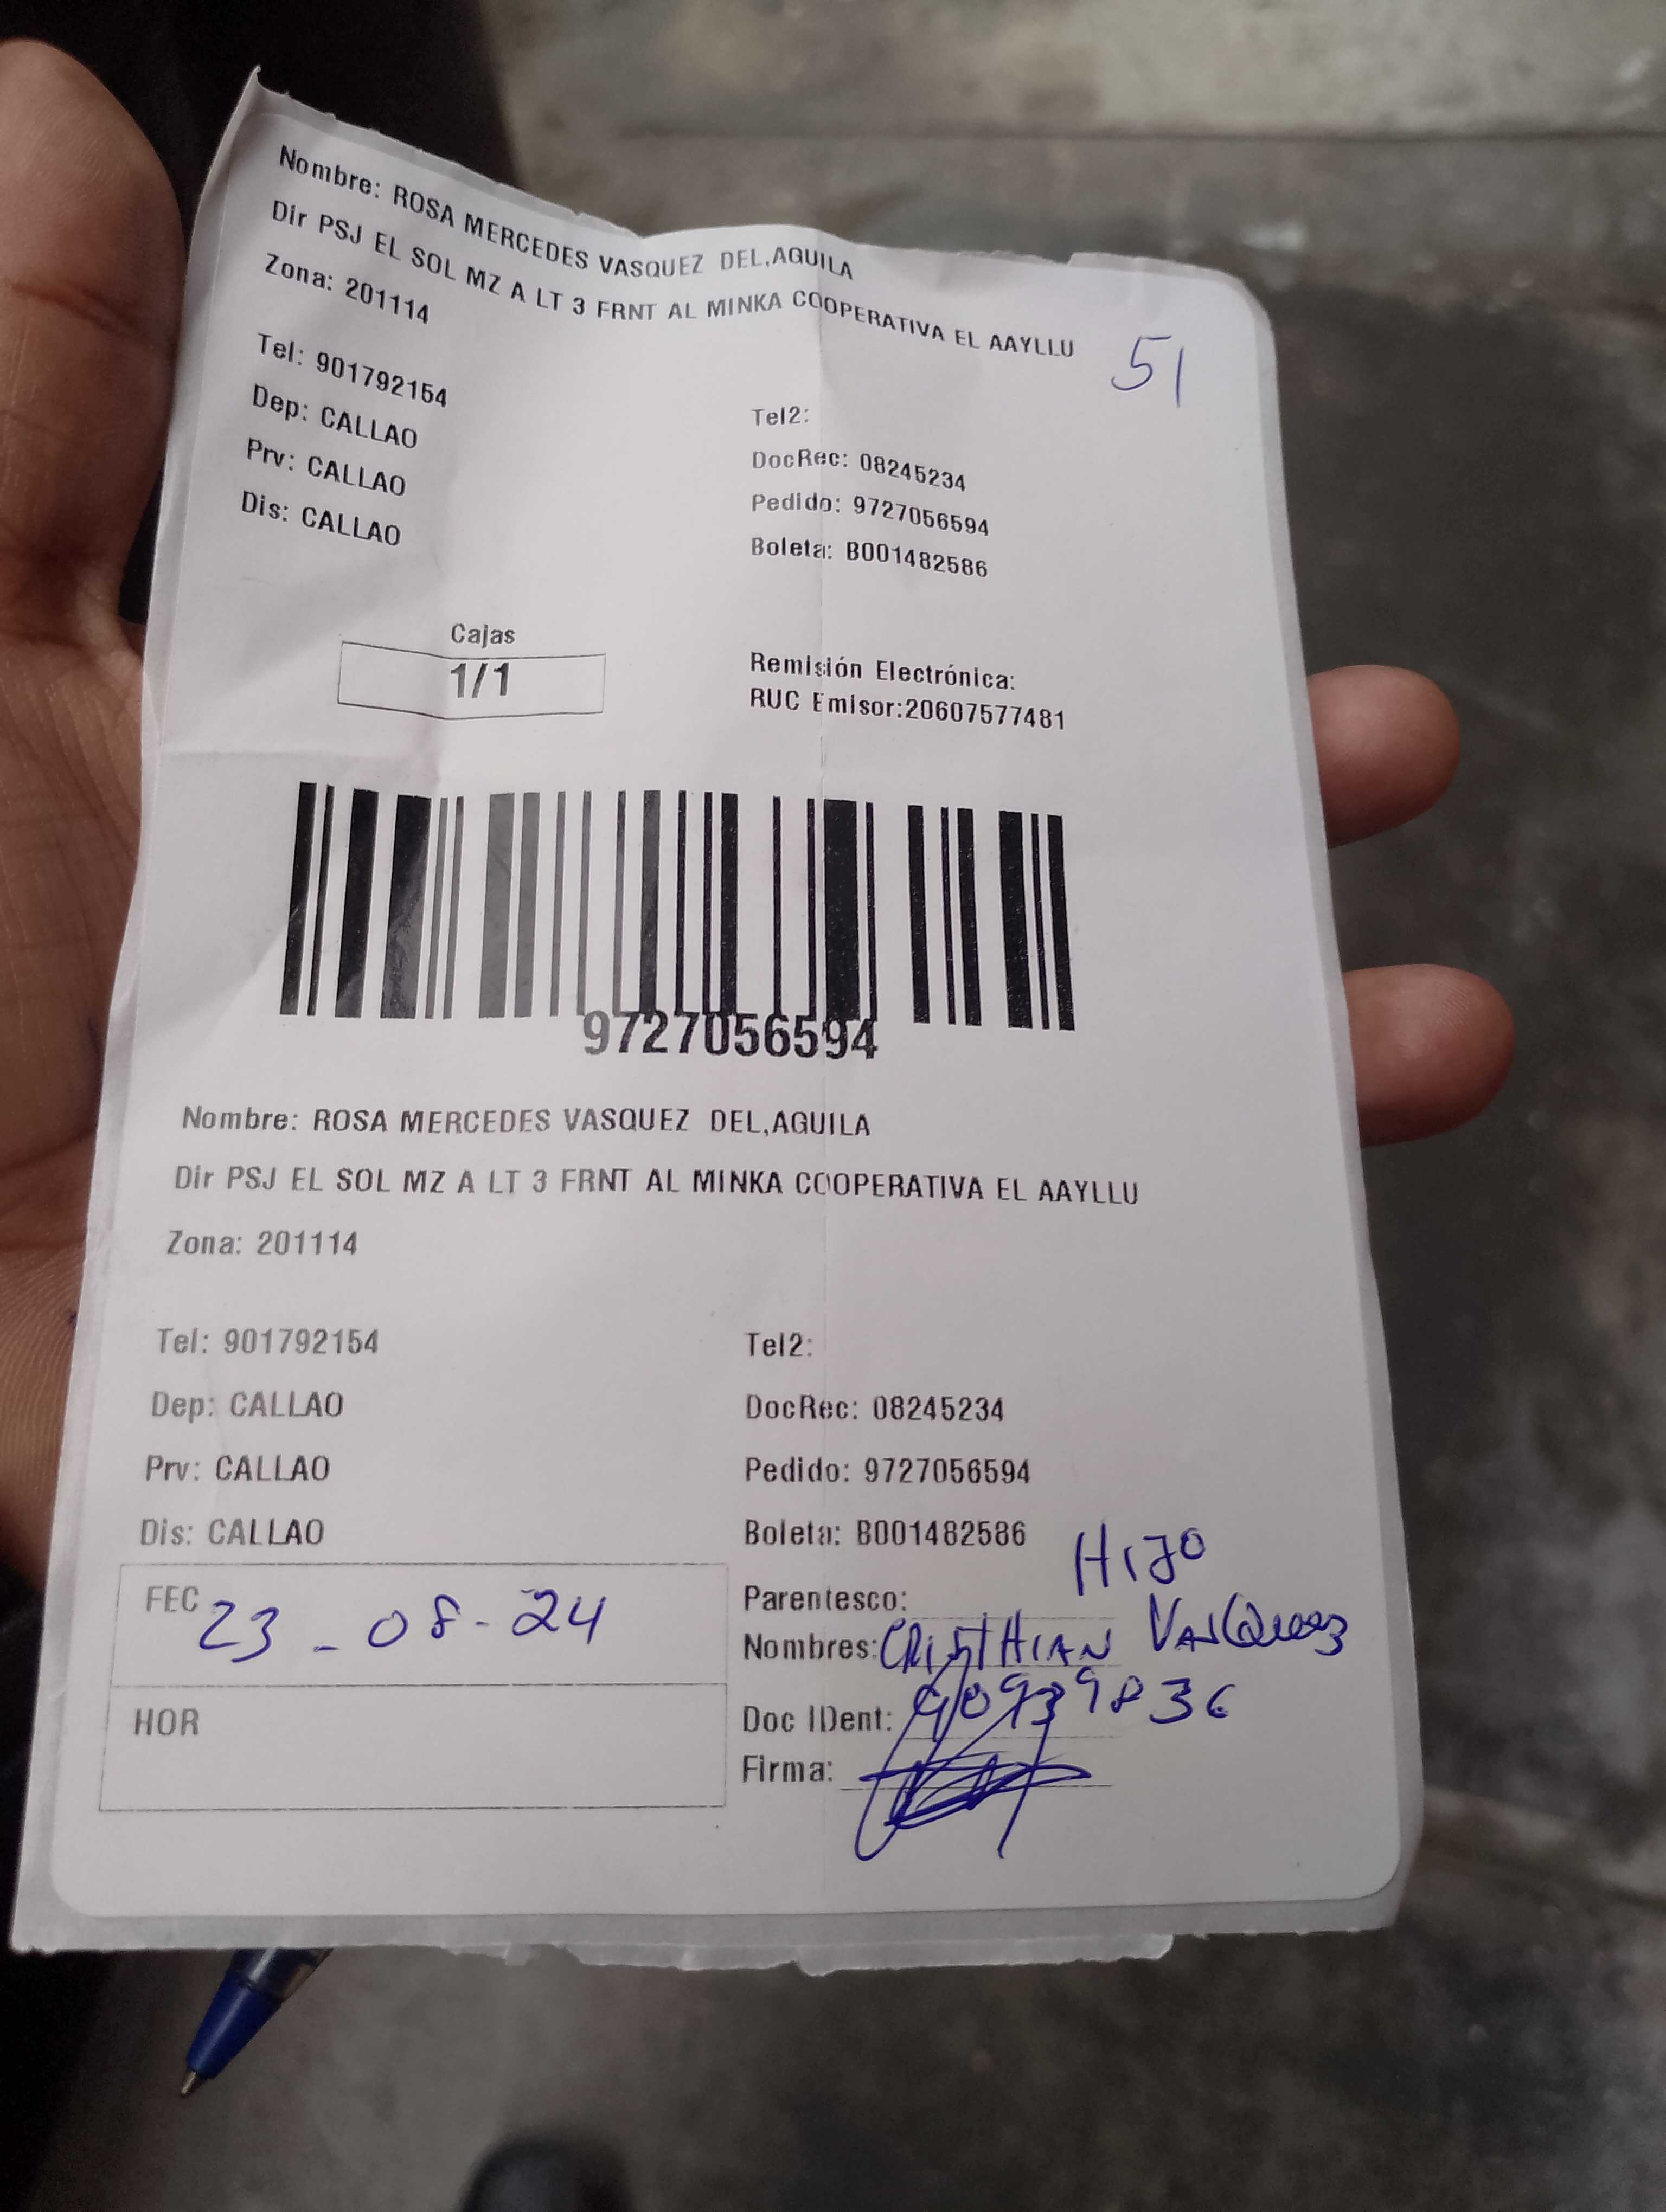 Nombre: ROSA MERCEDES VASQUEZ DEL,AGUILA
Dir PSJ EL SOL MZ A LT 3 FRNT AL MINKA COOPERATIVA EL AAYLLU
51
Zona: 201114
Tel: 901792154
Tel2:
Dep: CALLAO
DocRec: 08245234
Prv: CALLAO
Pedido: 9727056594
Dis: CALLAO
Boleta: B001482586
Cajas
1/1
Remisión Electrónica:
RUC Emisor:20607577481
9727056594
Nombre: ROSA MERCEDES VASQUEZ DEL,AGUILA
Dir PSJ EL SOL MZ A LT 3 FRNT AL MINKA COOPERATIVA EL AAYLLU
Zona: 201114
Tel: 901792154
Tel2:
Dep: CALLAO
DocRec: 08245234
Prv: CALLAO
Pedido: 9727056594
Dis: CALLAO
Boleta: B001482586
FEC 23-08-24
Parentesco: HIJO
Nombres: CRISTHIAN VASQUEZ
HOR
Doc IDent:
Firma: